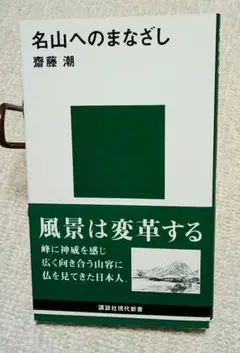 名山へのまなざし
齋藤 潮
風景は変革する
峰に神威を感じ
広く向き合う山容に
仏を見てきた日本人。
講談社現代新書